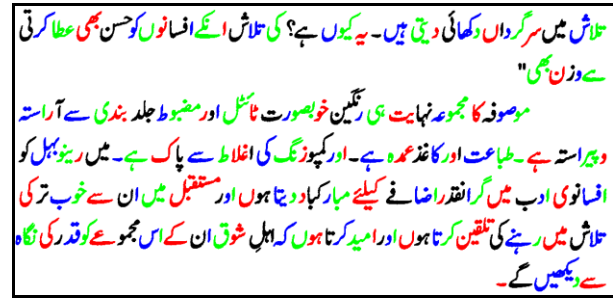 تلاش میں سرگرداں دکھائی دیتی ہیں۔ یہ کیوں ہے؟ کی تلاش انکے افسانوں کو حسن بھی عطا کرتی
ہے وزن بھی"
موصوفہ کا مجموعہ نہایت ہی رنگین خوبصورت ٹائٹل اور مضبوط جلد بندی سے آراستہ
و پیراستہ ہے۔ طباعت اور کاغذ عمدہ ہے۔ اور کمپوزنگ کی اغلاط سے پاک ہے۔ میں رینو بہل کو
افسانوی ادب میں گرانقدر اضافے کیلئے مبارکباد دیتا ہوں اور مستقبل میں ان سے خوب تر کی
تلاش میں رہنے کی تلقین کرتا ہوں اور امید کرتا ہوں کہ اہلِ شوق ان کے اس مجموعے کو قدر کی نگاہ
سے دیکھیں گے۔